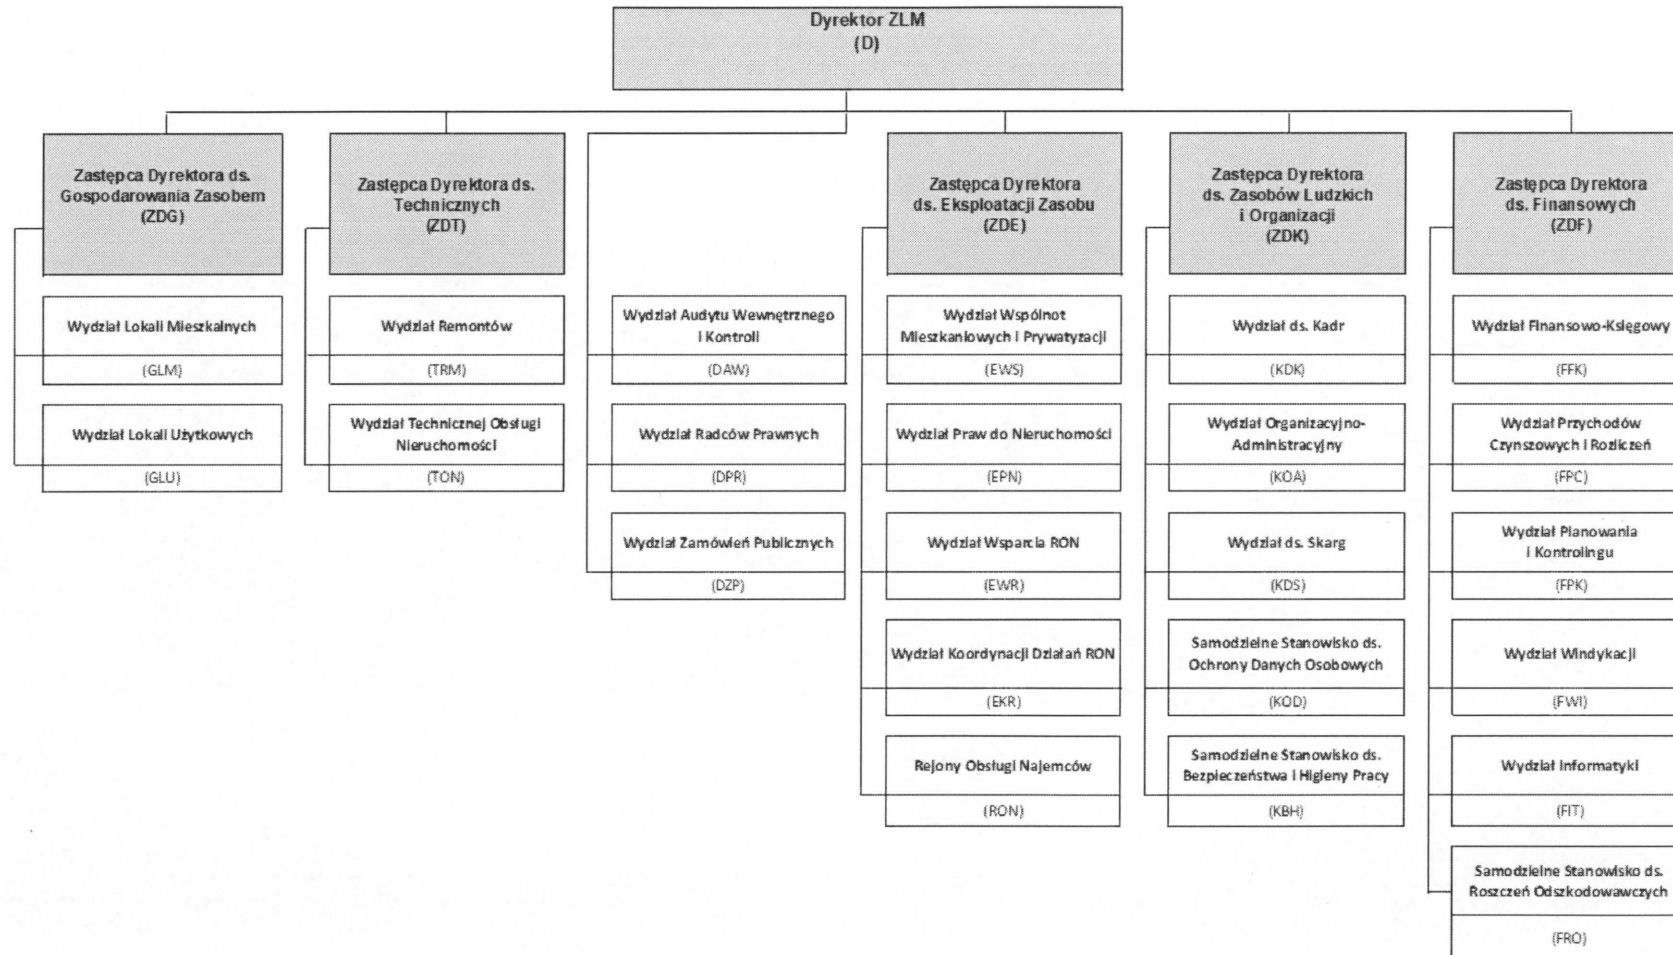 Dyrektor ZLM
(D)
Zastępca Dyrektora ds.
Gospodarowania Zasobem
(ZDG)
Wydział Lokali Mieszkalnych
(GLM)
Wydział Lokali Użytkowych
(GLU)
Zastępca Dyrektora ds.
Technicznych
(ZDT)
Wydział Remontów
(TRM)
Wydział Technicznej Obsługi
Nieruchomości
(TON)
Wydział Audytu Wewnętrznego
i Kontroli
(DAW)
Wydział Radców Prawnych
(DPR)
Wydział Zamówień Publicznych
(DZP)
Zastępca Dyrektora
ds. Eksploatacji Zasobu
(ZDE)
Wydział Wspólnot
Mieszkaniowych i Prywatyzacji
(EWS)
Wydział Praw do Nieruchomości
(EPN)
Wydział Wsparcia RON
(EWR)
Wydział Koordynacji Działań RON
(EKR)
Rejony Obsługi Najemców
(RON)
Zastępca Dyrektora
ds. Zasobów Ludzkich
i Organizacji
(ZDK)
Wydział ds. Kadr
(KDK)
Wydział Organizacyjno-
Administracyjny
(KOA)
Wydział ds. Skarg
(KDS)
Samodzielne Stanowisko ds.
Ochrony Danych Osobowych
(KOD)
Samodzielne Stanowisko ds.
Bezpieczeństwa i Higieny Pracy
(KBH)
Zastępca Dyrektora
ds. Finansowych
(ZDF)
Wydział Finansowo-Księgowy
(FFK)
Wydział Przychodów
Czynszowych i Rozliczeń
(FPC)
Wydział Planowania
i Kontrolingu
(FPK)
Wydział Windykacji
(FWI)
Wydział Informatyki
(FIT)
Samodzielne Stanowisko ds.
Roszczeń Odszkodowawczych
(FRO)